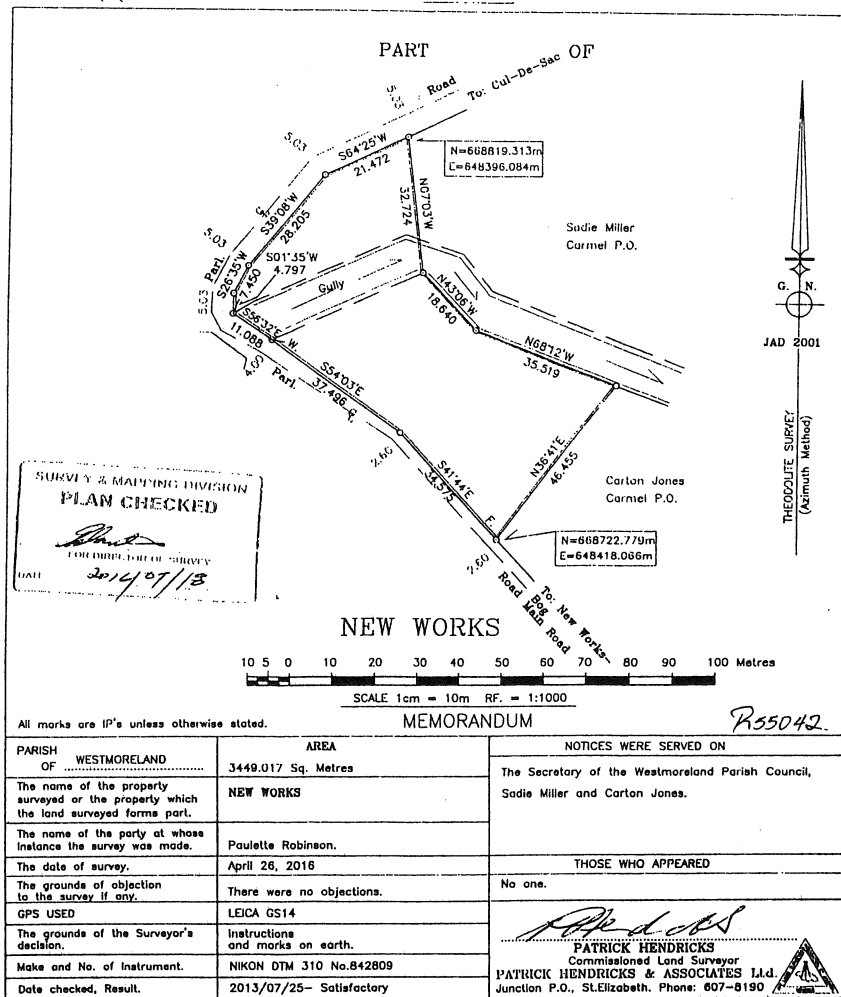 PART OF
5.35 Road
To: Cul-De-Sac
5.03
S64°25'W
21.472
N=668819.313m
E=648396.084m
S39°08'W
28.205
N07°03'W
32.724
Sadie Miller
Carmel P.O.
5.03
Parl.
S26°35'W
7.450
S01°35'W
4.797
5.03
Gully
N43°06'W
18.640
G. N.
JAD 2001
S56°32'E
11.088
W.
N68°12'W
35.519
4.00
Parl.
S54°03'E
37.496
2.60
N36°41'E
46.455
S41°44'E
34.575
F.
Carton Jones
Carmel P.O.
THEODOLITE SURVEY
(Azimuth Method)
N=668722.779m
E=648418.066m
2.60
To: New Works-
Bog
Road Main Road
SURVEY & MAPPING DIVISION
PLAN CHECKED
FOR DIRECTOR OF SURVEY
DATE 2016/07/18
NEW WORKS
10 5 0 10 20 30 40 50 60 70 80 90 100 Metres
SCALE 1cm = 10m RF. = 1:1000
All marks are IP's unless otherwise stated.
MEMORANDUM
R55042.
PARISH
OF WESTMORELAND
AREA
3449.017 Sq. Metres
The name of the property
surveyed or the property which
the land surveyed forms part.
NEW WORKS
The name of the party at whose
instance the survey was made.
Paulette Robinson.
The date of survey.
April 26, 2016
The grounds of objection
to the survey if any.
There were no objections.
GPS USED
LEICA GS14
The grounds of the Surveyor's
decision.
Instructions
and marks on earth.
Make and No. of Instrument.
NIKON DTM 310 No.842809
Date checked, Result.
2013/07/25- Satisfactory
NOTICES WERE SERVED ON
The Secretary of the Westmoreland Parish Council,
Sadie Miller and Carton Jones.
THOSE WHO APPEARED
No one.
PATRICK HENDRICKS
Commissioned Land Surveyor
PATRICK HENDRICKS & ASSOCIATES Ltd.
Junction P.O., St.Elizabeth. Phone: 607-8190